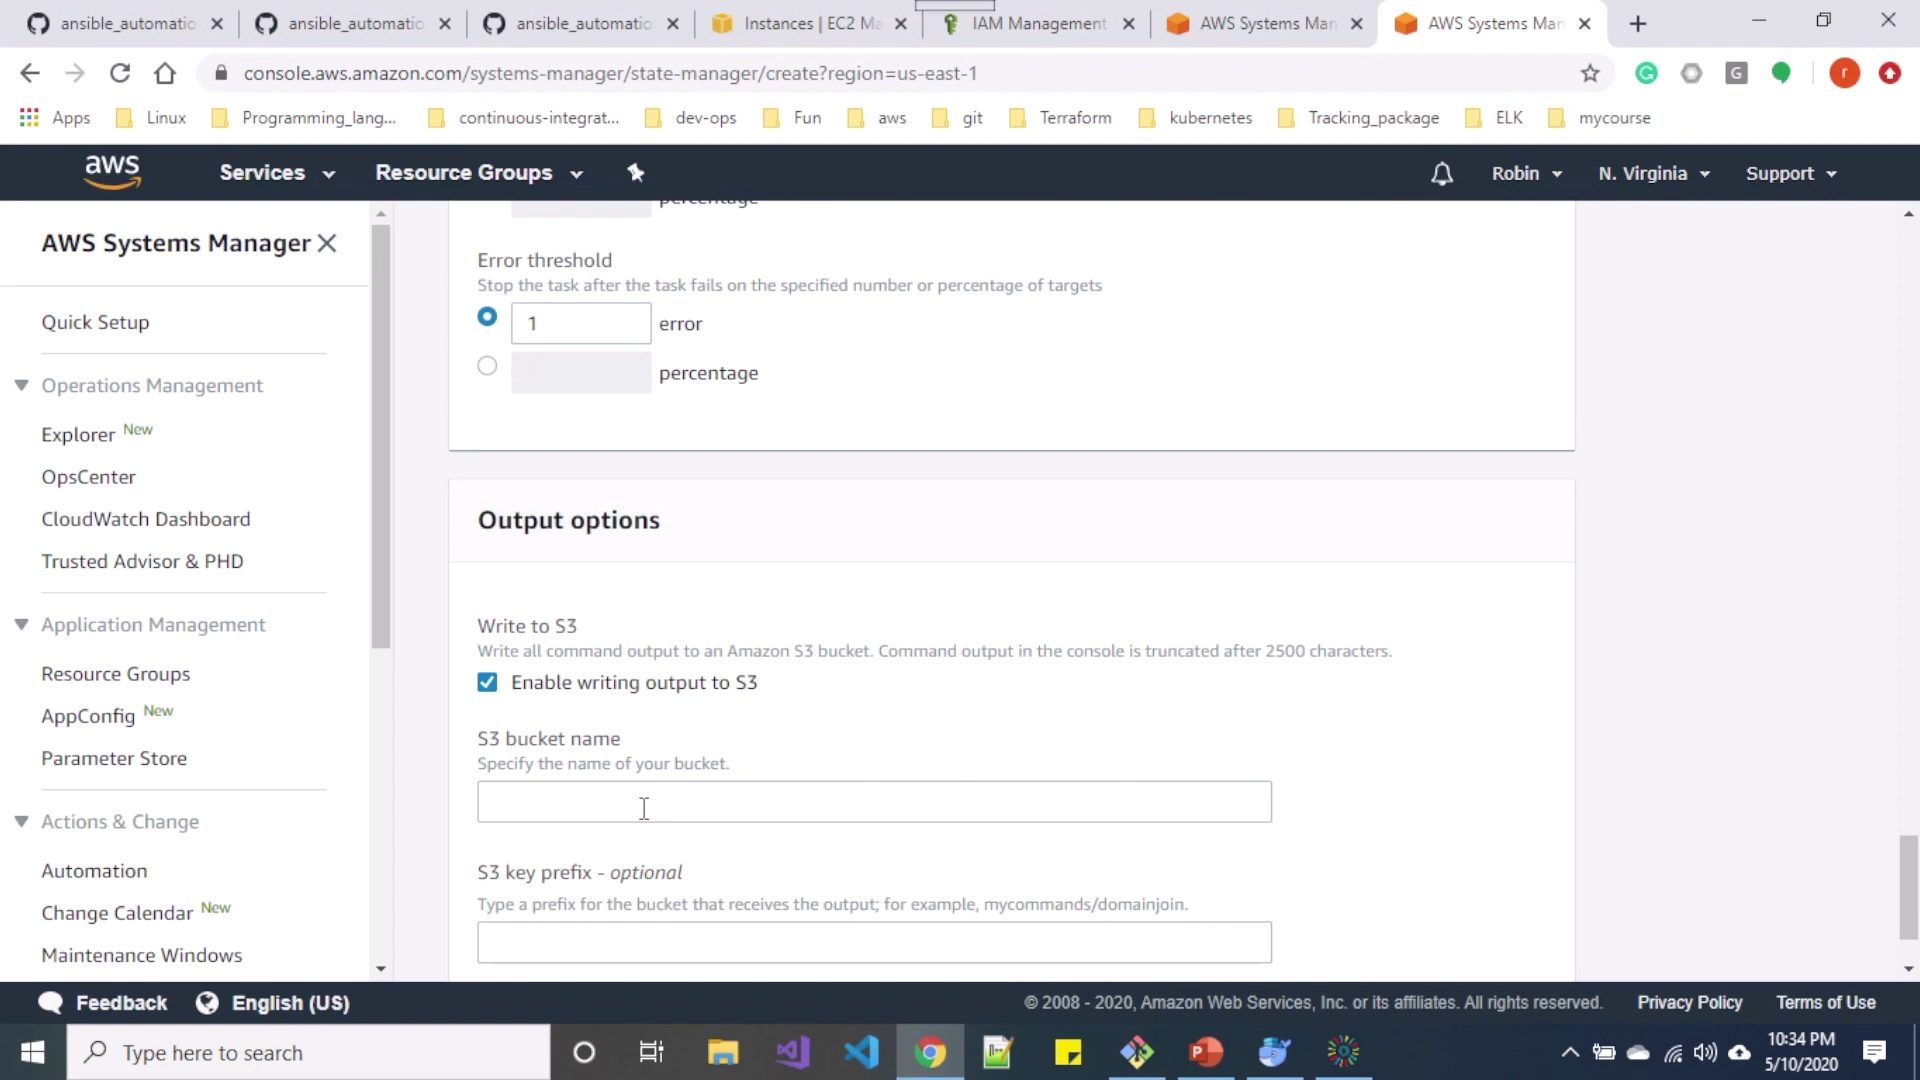 ansible_automatio
ansible_automatio
ansible_automatio
Instances | EC2 Ma
IAM Management
AWS Systems Man
AWS Systems Man
console.aws.amazon.com/systems-manager/state-manager/create?region=us-east-1
G
r
Apps
Linux
Programming_lang...
continuous-integrat...
dev-ops
Fun
aws
git
Terraform
kubernetes
Tracking_package
ELK
mycourse
aws
Services
Resource Groups
Robin
N. Virginia
Support
AWS Systems Manager
Quick Setup
Operations Management
Explorer New
OpsCenter
CloudWatch Dashboard
Trusted Advisor & PHD
Application Management
Resource Groups
AppConfig New
Parameter Store
Actions & Change
Automation
Change Calendar New
Maintenance Windows
percentage
Error threshold
Stop the task after the task fails on the specified number or percentage of targets
1 error
percentage
Output options
Write to S3
Write all command output to an Amazon S3 bucket. Command output in the console is truncated after 2500 characters.
Enable writing output to S3
S3 bucket name
Specify the name of your bucket.
S3 key prefix - optional
Type a prefix for the bucket that receives the output; for example, mycommands/domainjoin.
Feedback
English (US)
© 2008 - 2020, Amazon Web Services, Inc. or its affiliates. All rights reserved.
Privacy Policy
Terms of Use
Type here to search
10:34 PM
5/10/2020